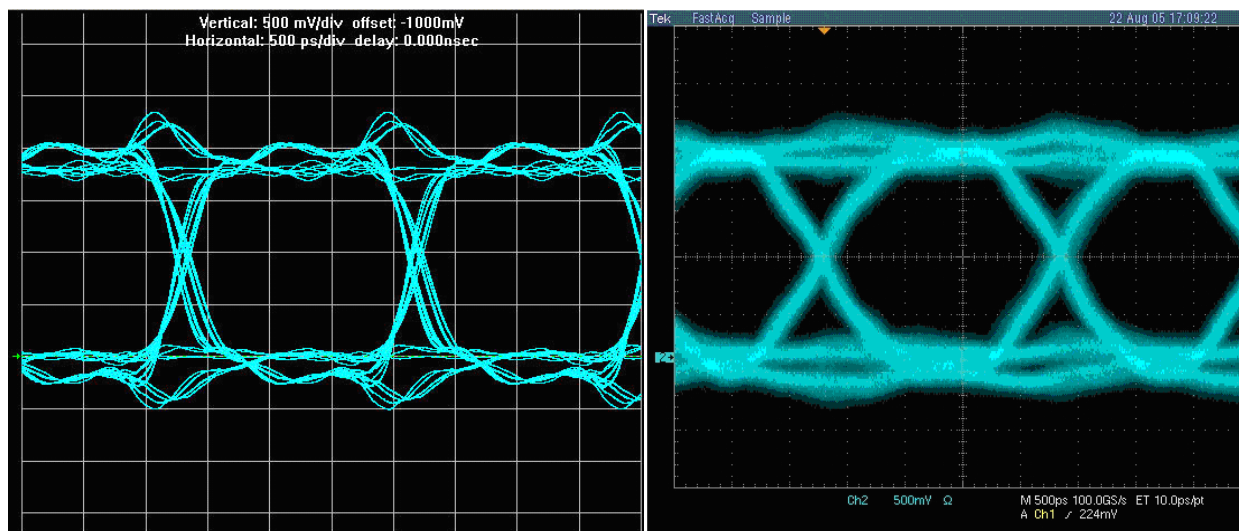 Vertical: 500 mV/div offset: -1000mV
Horizontal: 500 ps/div delay: 0.000nsec
Tek FastAcq Sample 22 Aug 05 17:09:22
2
Ch2 500mV Ω M 500ps 100.0GS/s ET 10.0ps/pt
A Ch1 ∕ 224mV